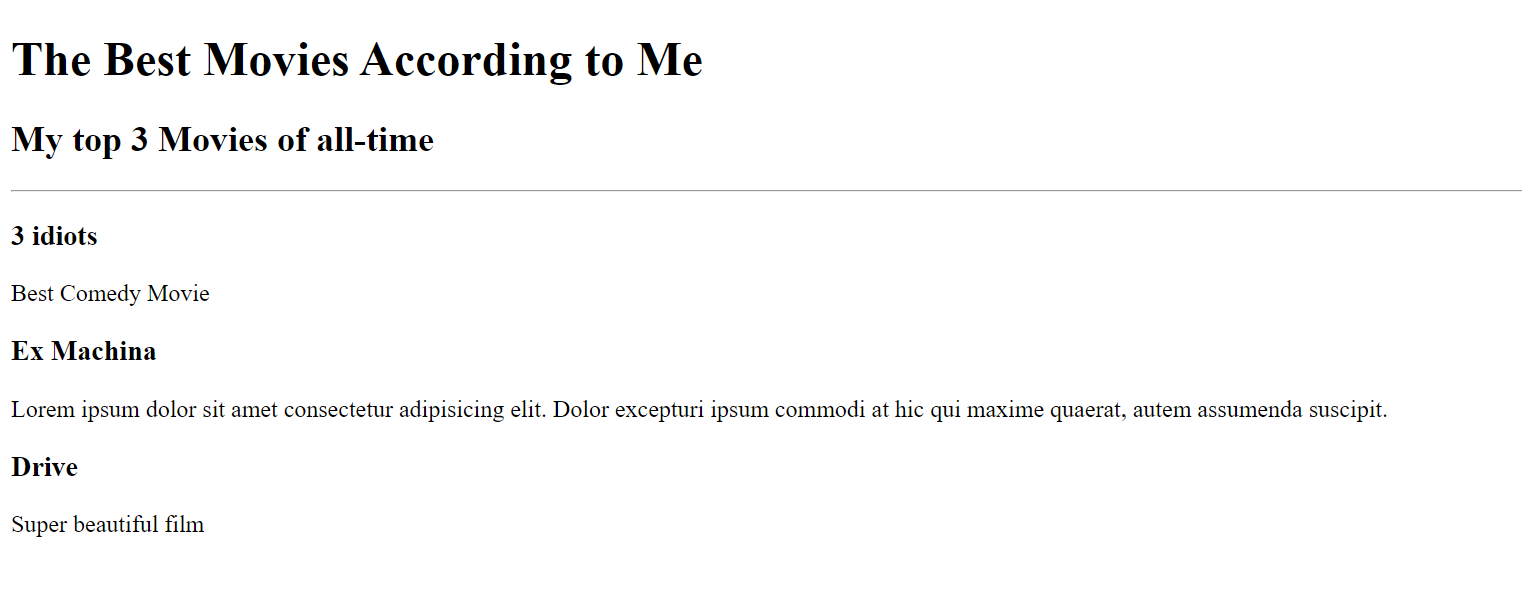 The Best Movies According to Me
My top 3 Movies of all-time
3 idiots
Best Comedy Movie
Ex Machina
Lorem ipsum dolor sit amet consectetur adipisicing elit. Dolor excepturi ipsum commodi at hic qui maxime quaerat, autem assumenda suscipit.
Drive
Super beautiful film